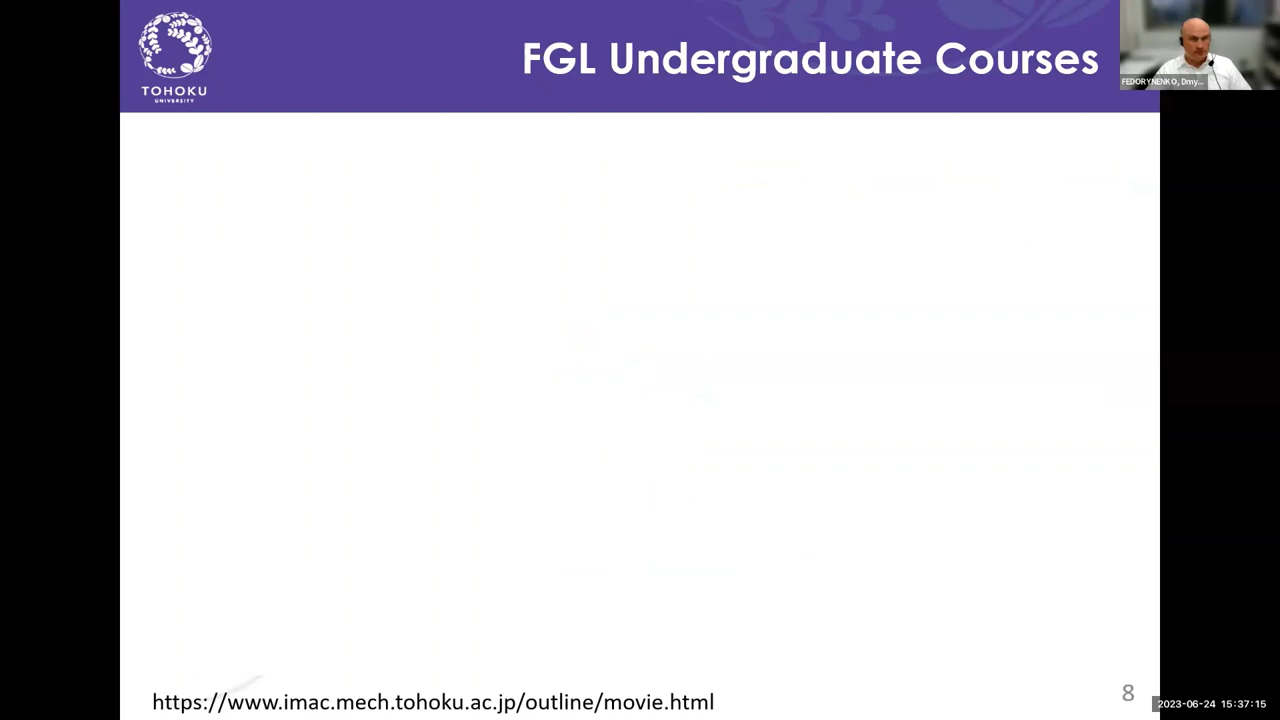 FGL Undergraduate Courses
TOHOKU
UNIVERSITY
FEDORYNENKO, Dmy...
https://www.imac.mech.tohoku.ac.jp/outline/movie.html
8
2023-06-24 15:37:15